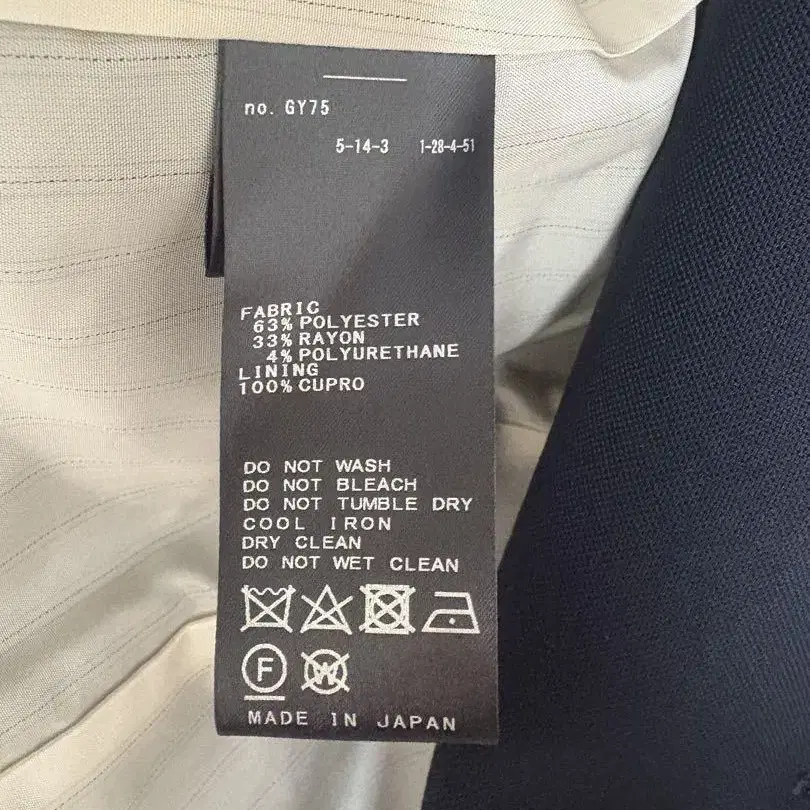 no. GY75
5-14-3 1-28-4-51
FABRIC
63% POLYESTER
33% RAYON
4% POLYURETHANE
LINING
100% CUPRO
DO NOT WASH
DO NOT BLEACH
DO NOT TUMBLE DRY
COOL IRON
DRY CLEAN
DO NOT WET CLEAN
F W
MADE IN JAPAN